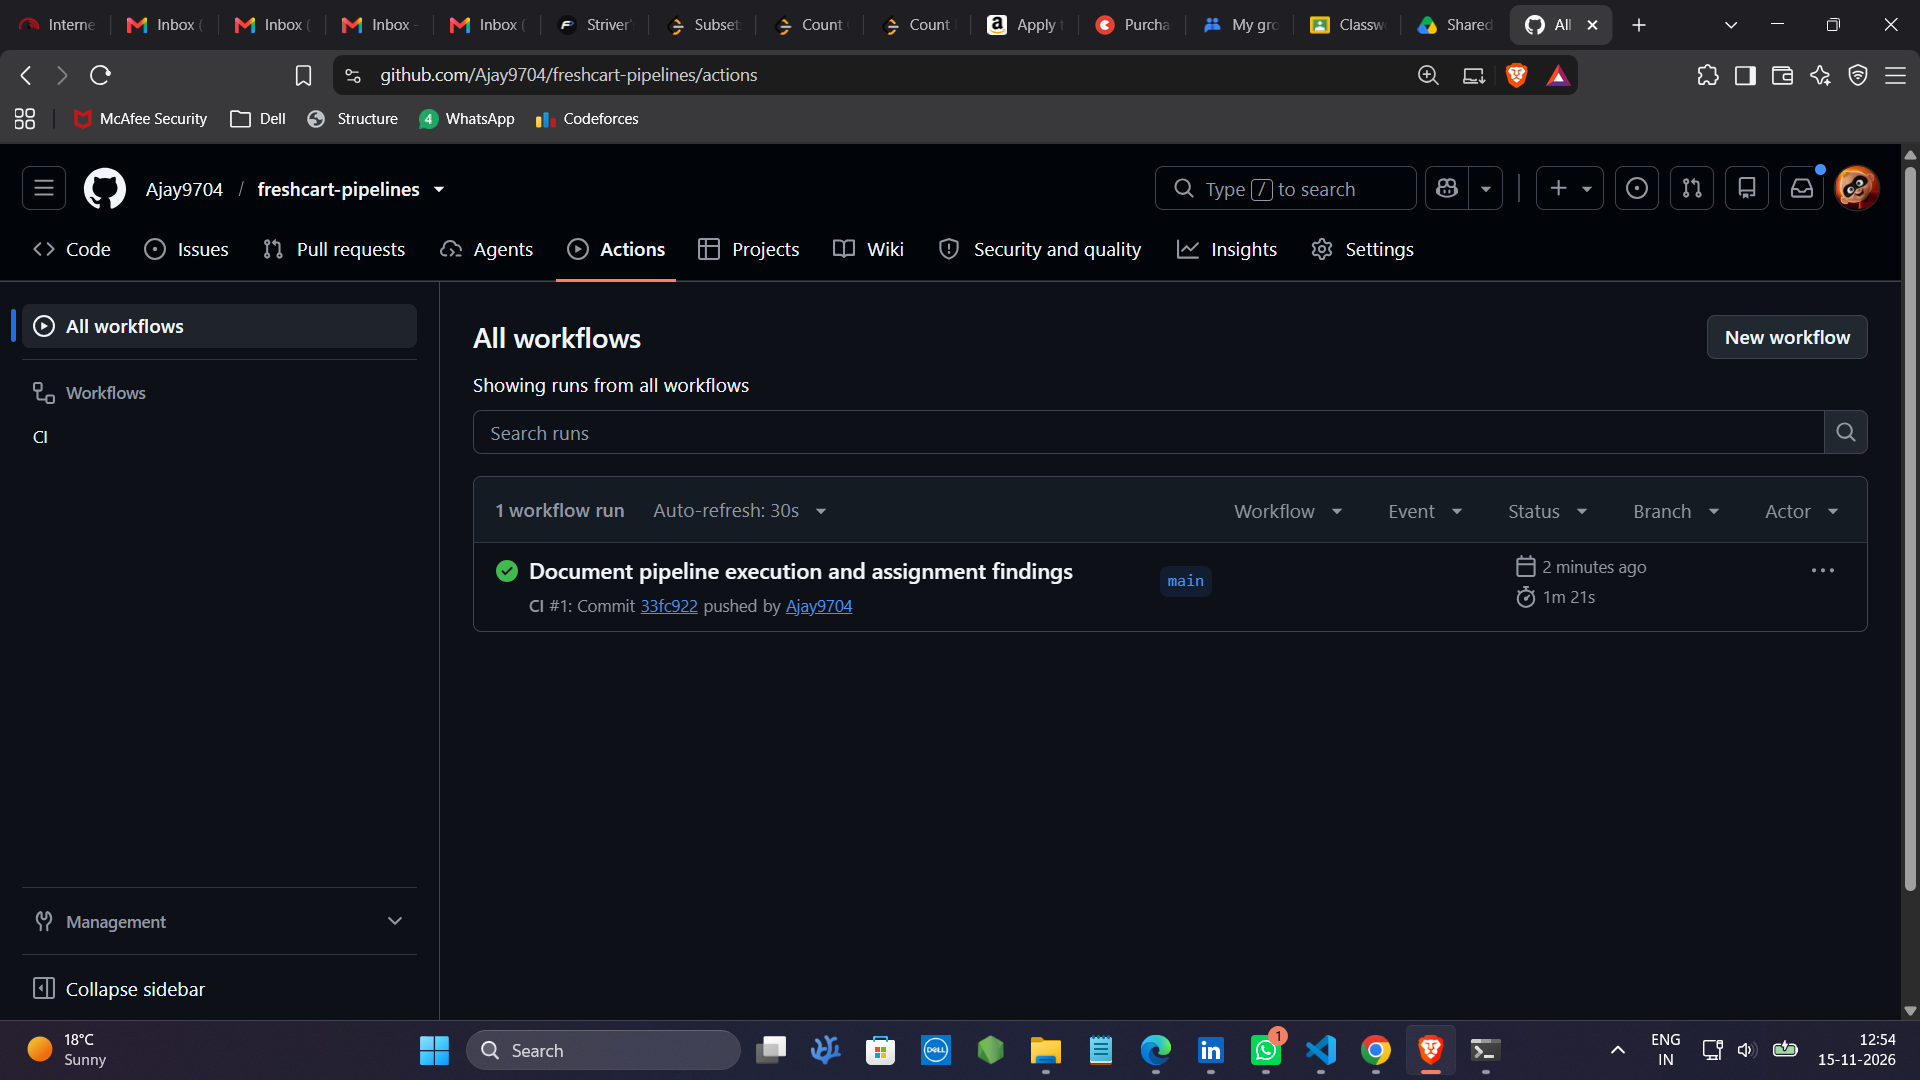 Interne
Inbox (
Inbox (
Inbox -
Inbox (
Striver'
Subset
Count
Count
Apply
Purcha
My gro
Classw
Shared
All
github.com/Ajay9704/freshcart-pipelines/actions
McAfee Security
Dell
Structure
4
WhatsApp
Codeforces
Ajay9704 / freshcart-pipelines
Type / to search
Code
Issues
Pull requests
Agents
Actions
Projects
Wiki
Security and quality
Insights
Settings
All workflows
Workflows
CI
Management
Collapse sidebar
All workflows
New workflow
Showing runs from all workflows
Search runs
1 workflow run
Auto-refresh: 30s
Workflow
Event
Status
Branch
Actor
Document pipeline execution and assignment findings
CI #1: Commit 33fc922 pushed by Ajay9704
main
2 minutes ago
1m 21s
18°C
Sunny
Search
DELL
1
ENG
IN
12:54
15-11-2026